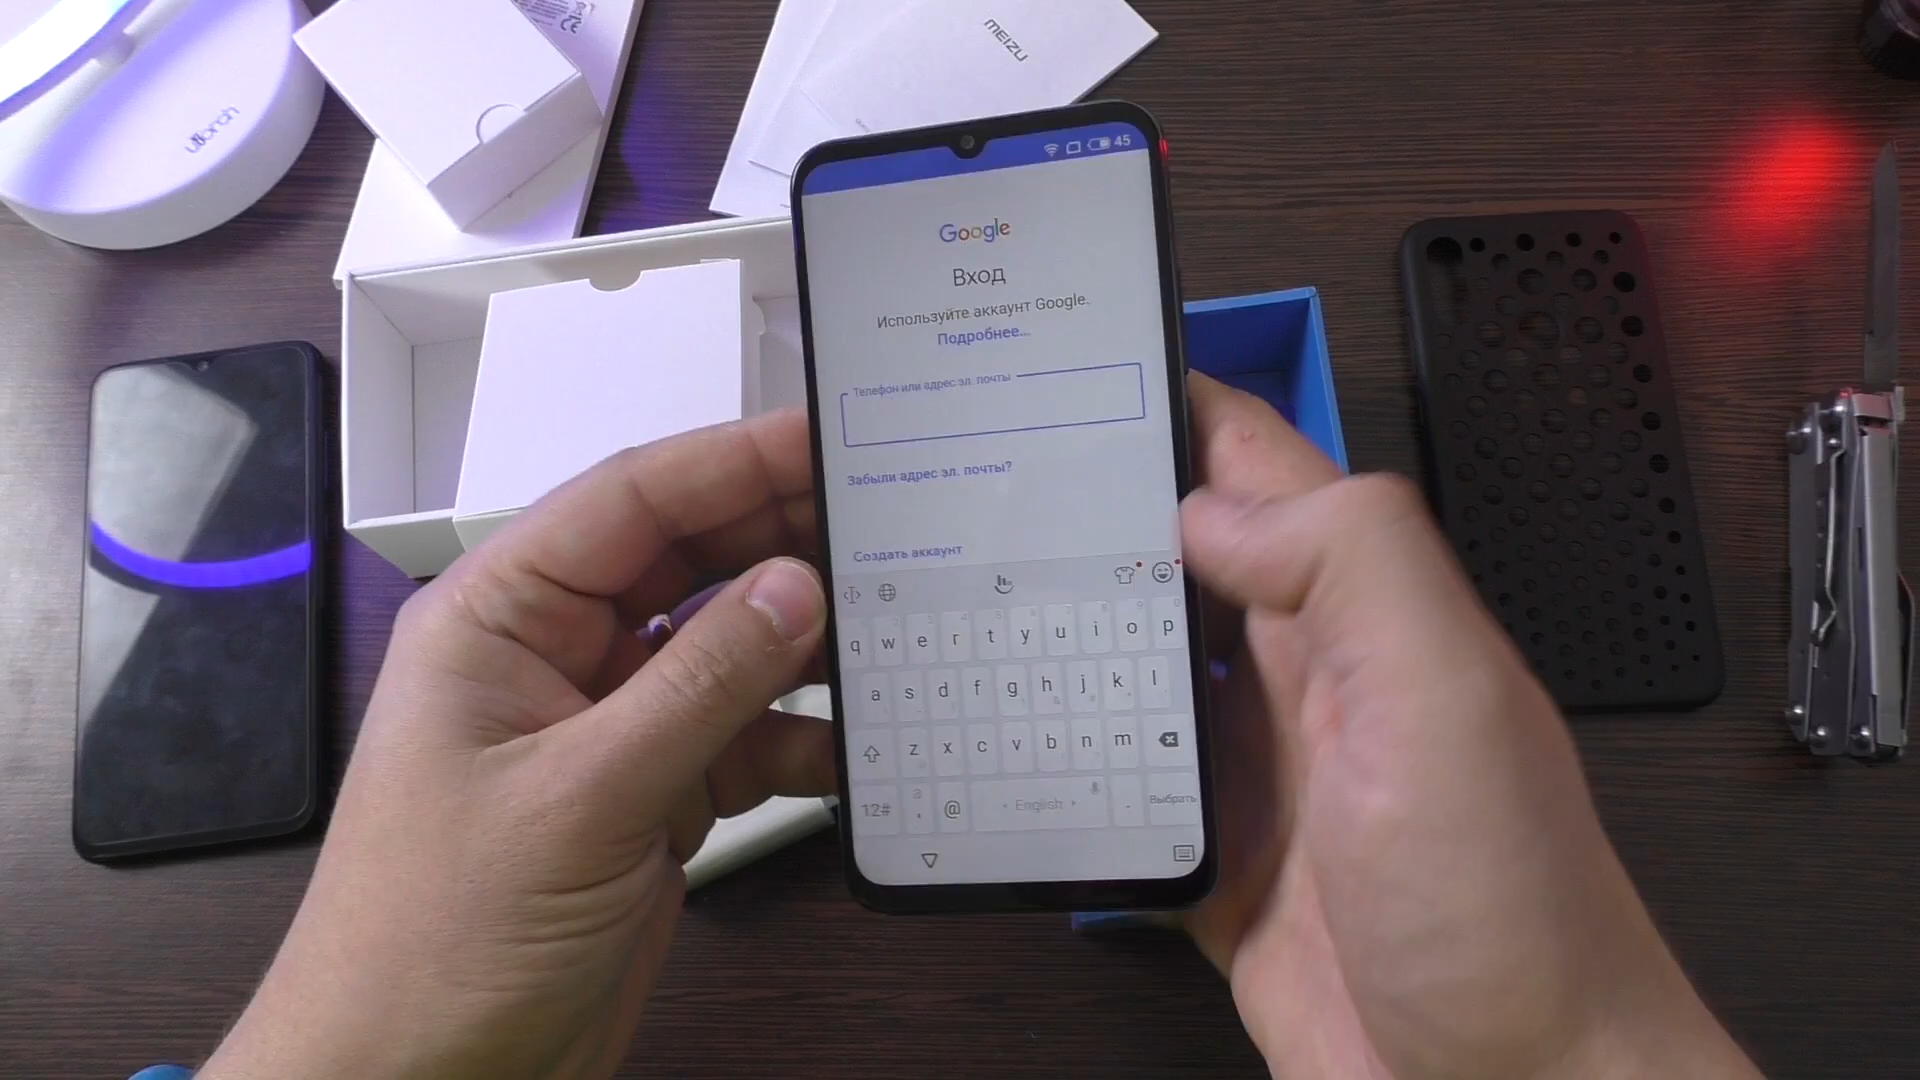 MEIZU
CE
45
Google
Вход
Используйте аккаунт Google.
Подробнее...
Телефон или адрес эл. почты
Забыли адрес эл. почты?
Создать аккаунт
q w e r t y u i o p
a s d f g h j k l
z x c v b n m
12# @ English . Выбрать